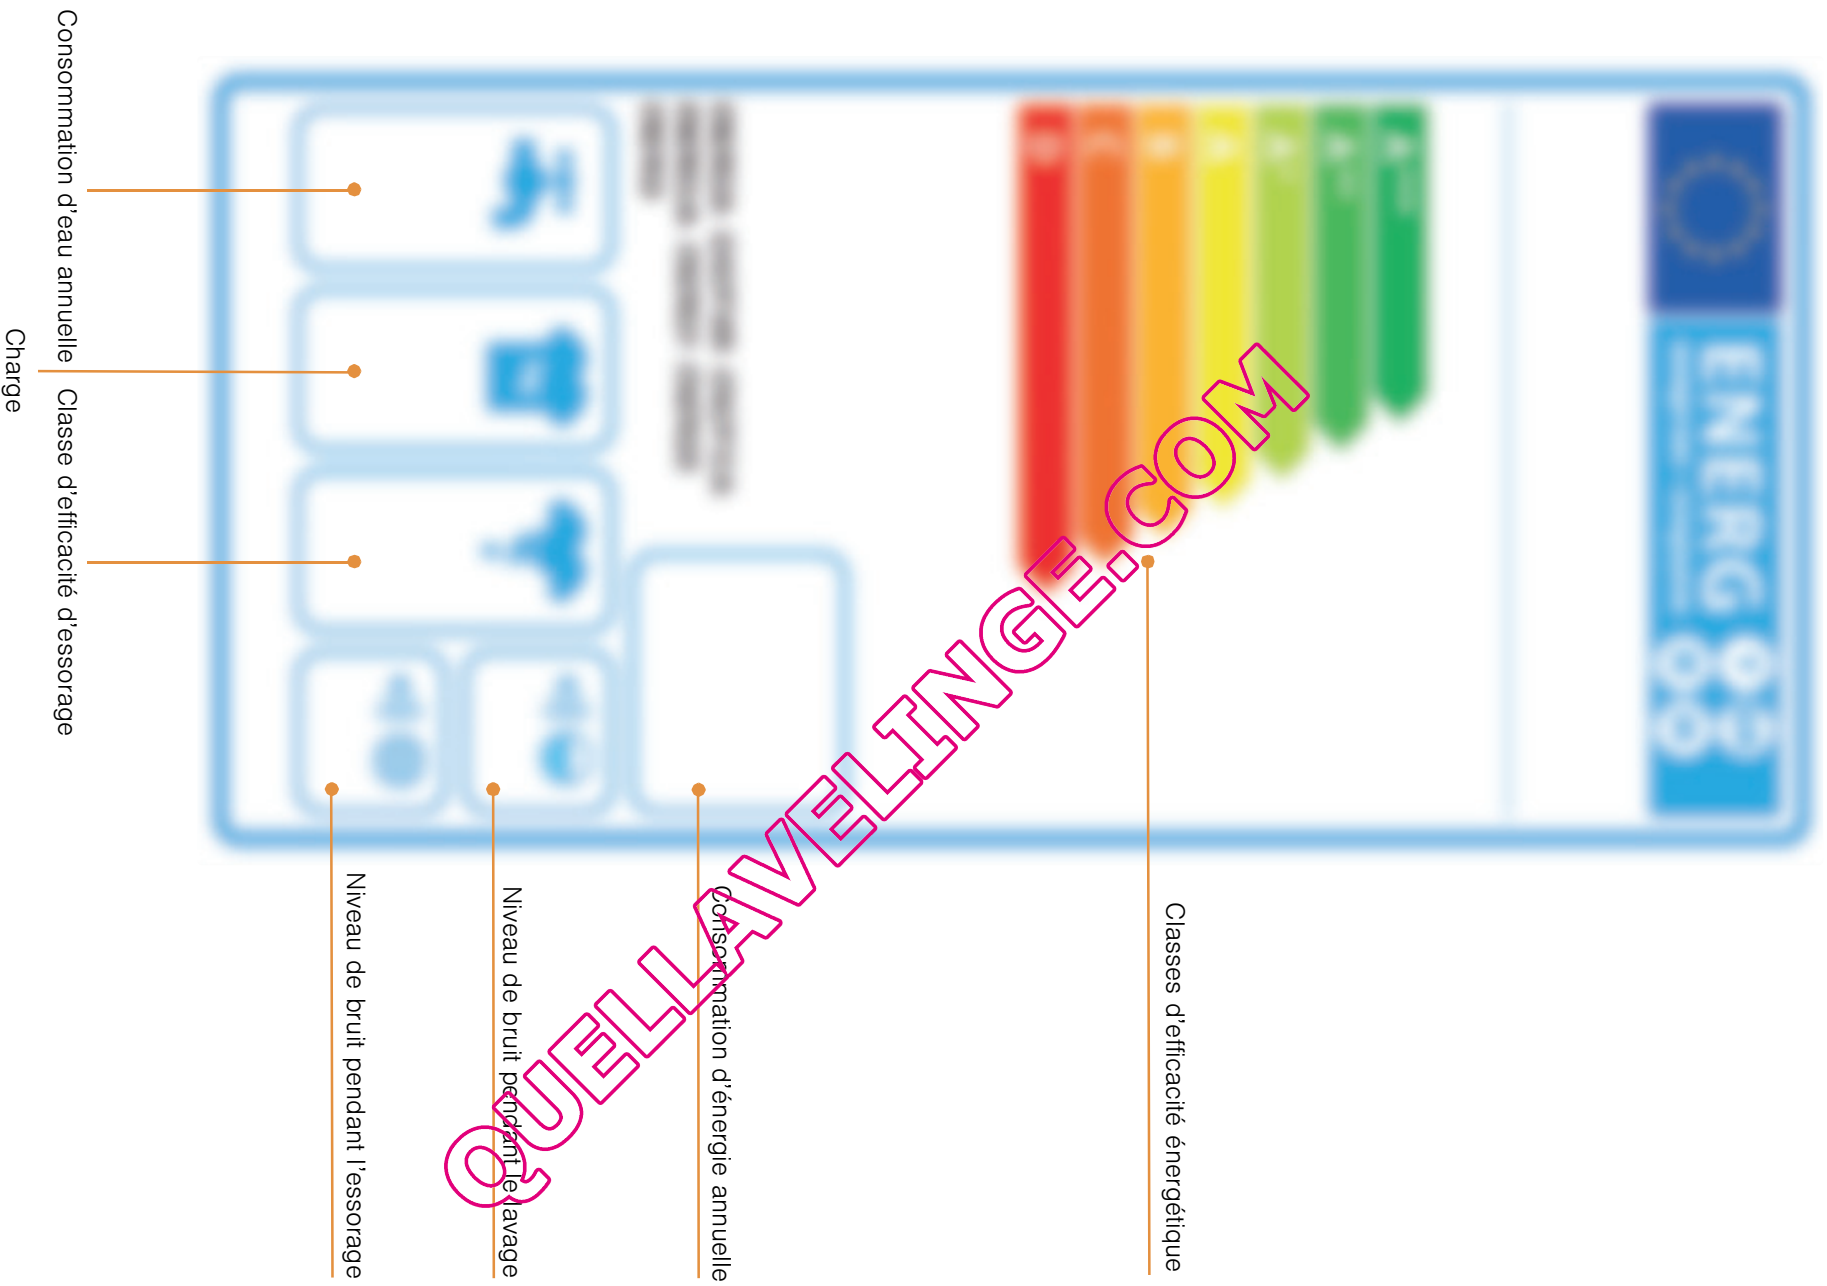 ENERG
A
B
C
D
Classes d'efficacité énergétique
Consommation d'énergie annuelle
Niveau de bruit pendant le lavage
Niveau de bruit pendant l'essorage
Consommation d'eau annuelle
Charge
Classe d'efficacité d'essorage
QUELLAVELINGE.COM